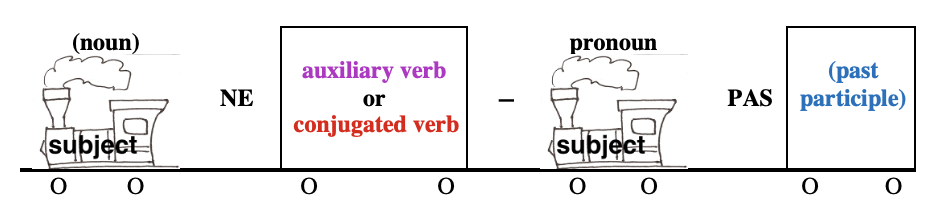 (noun)
subject
NE
auxiliary verb
or
conjugated verb
–
pronoun
subject
PAS
(past
participle)
O O O O O O O O